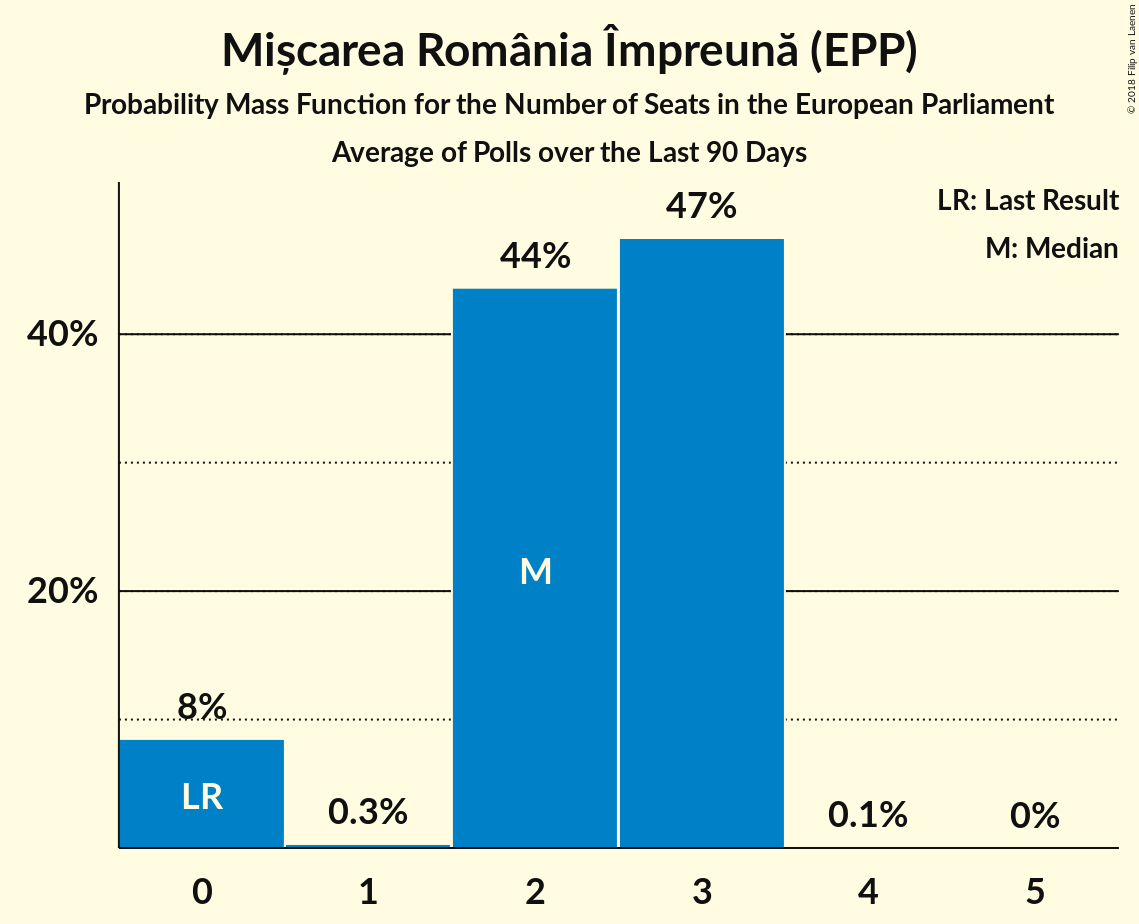 Mișcarea România Împreună (EPP)
Probability Mass Function for the Number of Seats in the European Parliament
Average of Polls over the Last 90 Days
© 2018 Filip van Laenen
LR: Last Result
M: Median
47%
44%
40%
M
20%
8%
LR
0.3%
0.1%
0%
0 1 2 3 4 5